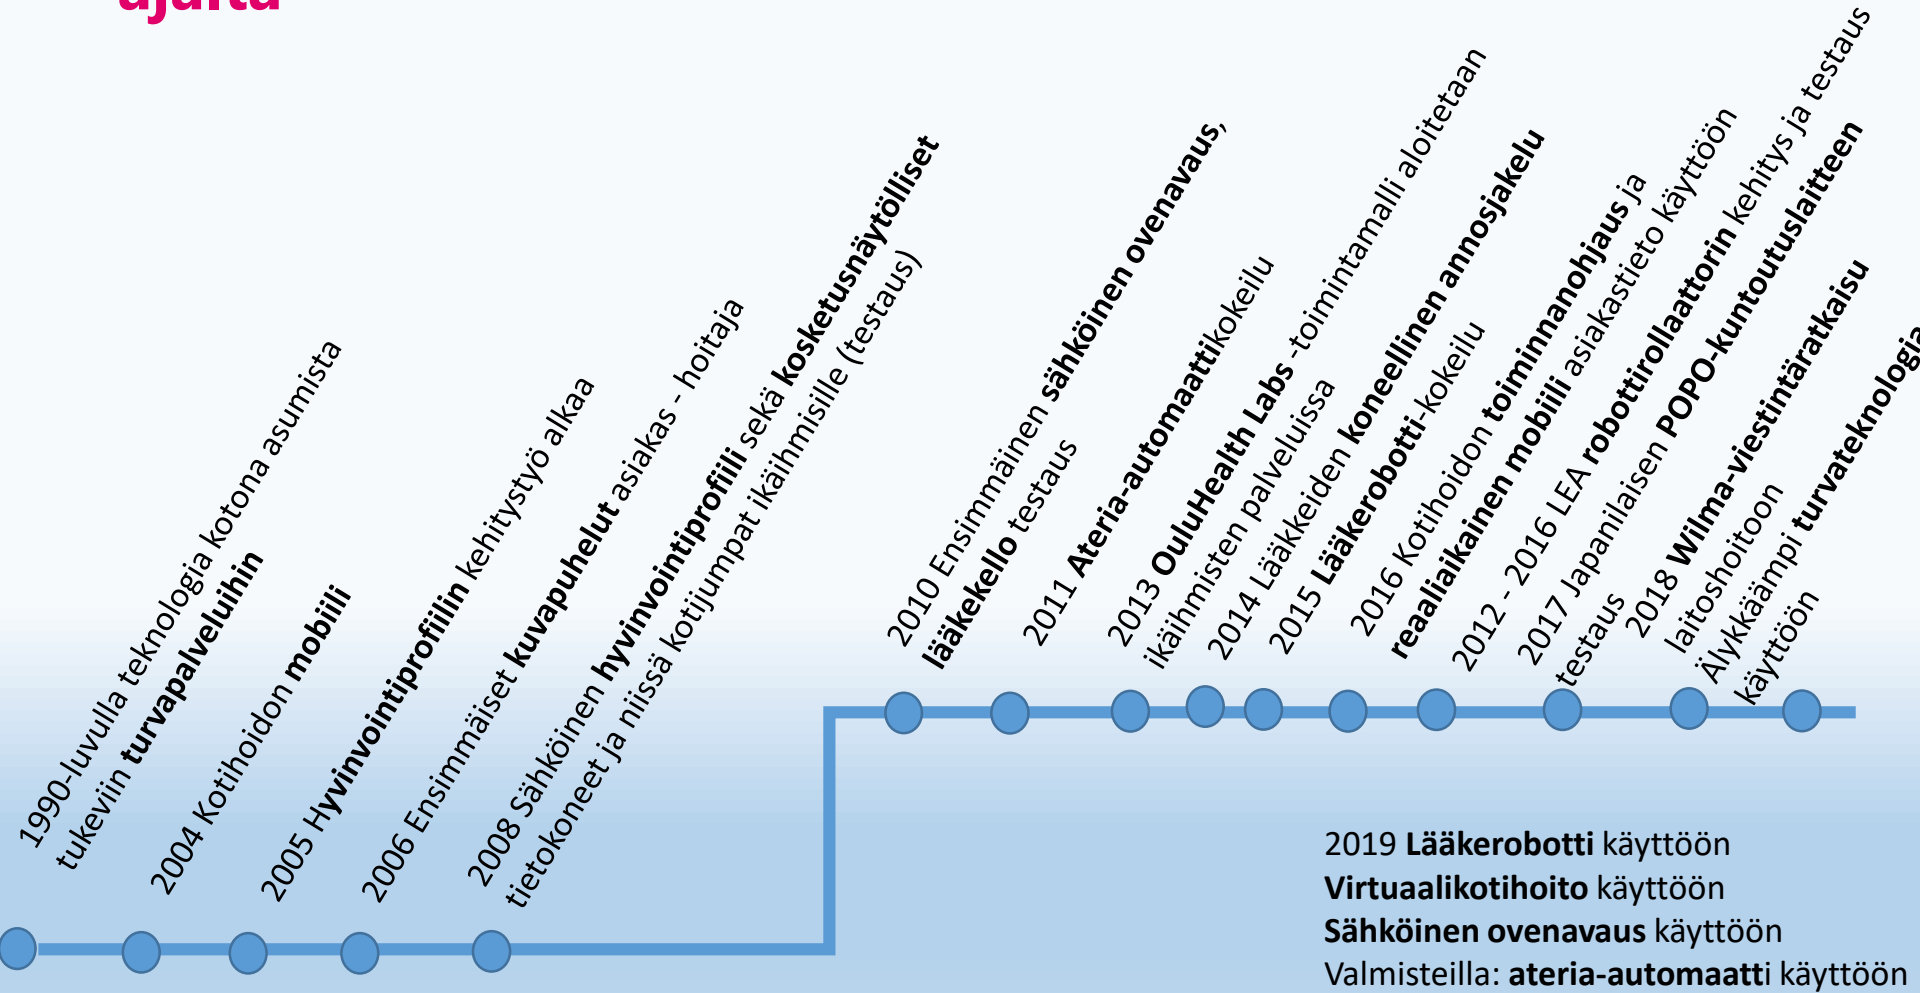 ajalta
1990-luvulla teknologia kotona asumista
tukeviin turvapalveluihin
2004 Kotihoidon mobiili
2005 Hyvinvointiprofiilin kehitystyö alkaa
2006 Ensimmäiset kuvapuhelut asiakas - hoitaja
2008 Sähköinen hyvinvointiprofiili sekä kosketusnäytölliset
tietokoneet ja niissä kotijumpat ikäihmisille (testaus)
2010 Ensimmäinen sähköinen ovenavaus,
lääkekello testaus
2011 Ateria-automaattikokeilu
2013 OuluHealth Labs -toimintamalli aloitetaan
ikäihmisten palveluissa
2014 Lääkkeiden koneellinen annosjakelu
2015 Lääkerobotti-kokeilu
2016 Kotihoidon toiminnanohjaus ja
reaaliaikainen mobiili asiakastieto käyttöön
2012 - 2016 LEA robottirollaattorin kehitys ja testaus
2017 Japanilaisen POPO-kuntoutuslaitteen
testaus
2018 Wilma-viestintäratkaisu
laitoshoitoon
Älykkäämpi turvateknologia
käyttöön
2019 Lääkerobotti käyttöön
Virtuaalikotihoito käyttöön
Sähköinen ovenavaus käyttöön
Valmisteilla: ateria-automaatti käyttöön